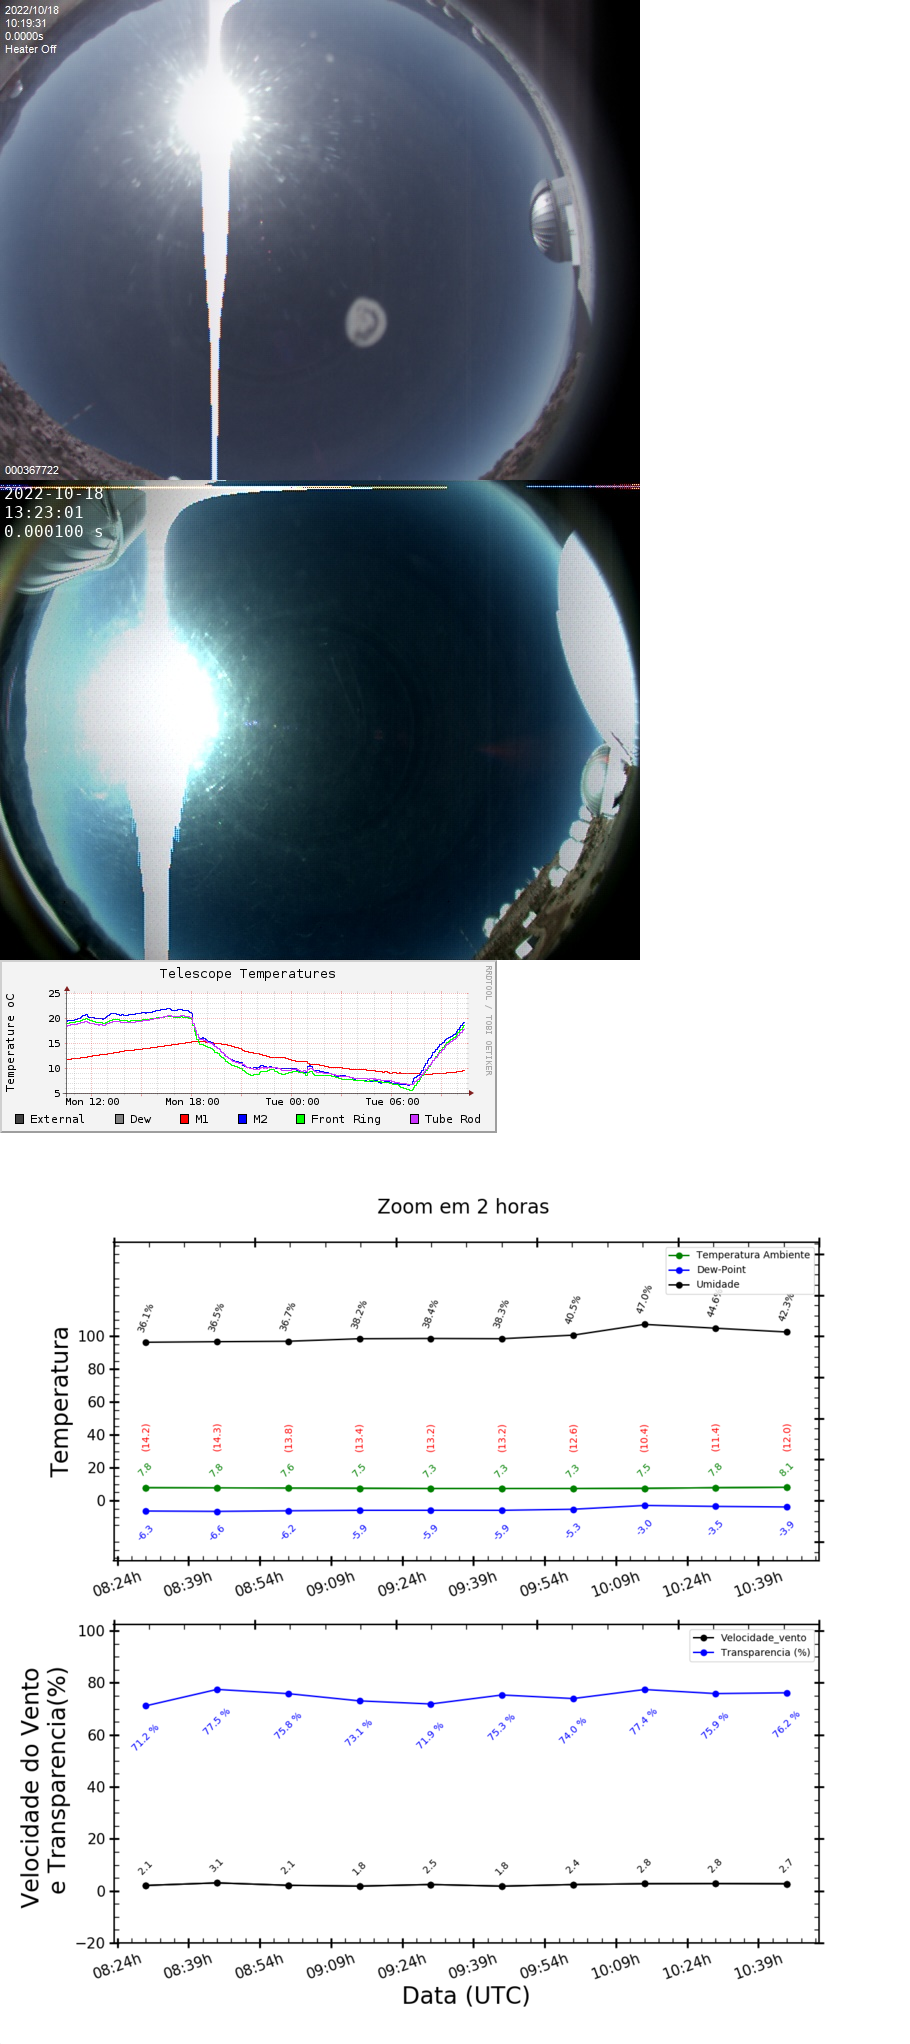 2022/10/18
10:19:31
0.0000s
Heater Off
000367722
2022-10-18
13:23:01
0.000100 s
Telescope Temperatures
RRDTOOL / TOBI OETIKER
Temperature oC
25
20
15
10
5
Mon 12:00 Mon 18:00 Tue 00:00 Tue 06:00
External Dew M1 M2 Front Ring Tube Rod
Zoom em 2 horas
Temperatura Ambiente
Dew-Point
Umidade
Temperatura
100
80
60
40
20
0
36.1% 36.5% 36.7% 38.2% 38.4% 38.3% 40.5% 47.0% 44.6% 42.3%
(14.2) (14.3) (13.8) (13.4) (13.2) (13.2) (12.6) (10.4) (11.4) (12.0)
7.8 7.8 7.6 7.5 7.3 7.3 7.3 7.5 7.8 8.1
-6.3 -6.6 -6.2 -5.9 -5.9 -5.9 -5.3 -3.0 -3.5 -3.9
08:24h 08:39h 08:54h 09:09h 09:24h 09:39h 09:54h 10:09h 10:24h 10:39h
Velocidade_vento
Transparencia (%)
Velocidade do Vento
e Transparencia(%)
100
80
60
40
20
0
−20
71.2 % 77.5 % 75.8 % 73.1 % 71.9 % 75.3 % 74.0 % 77.4 % 75.9 % 76.2 %
2.1 3.1 2.1 1.8 2.5 1.8 2.4 2.8 2.8 2.7
08:24h 08:39h 08:54h 09:09h 09:24h 09:39h 09:54h 10:09h 10:24h 10:39h
Data (UTC)